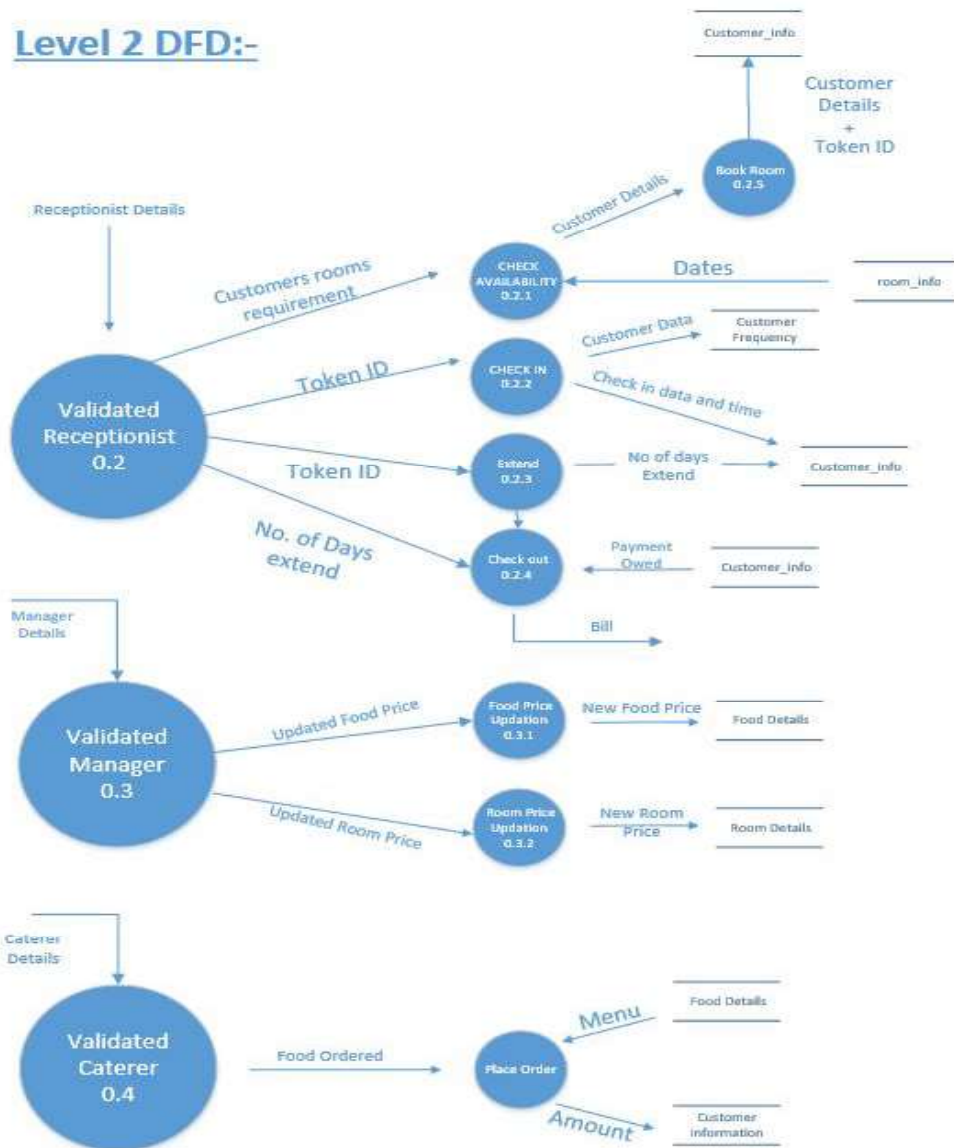 Level 2 DFD:-
Customer_info
Customer
Details
+
Token ID
Book Room
0.2.5
Customer Details
Receptionist Details
Customers rooms
requirement
CHECK
AVAILABILITY
0.2.1
Dates
room_info
Validated
Receptionist
0.2
Token ID
CHECK IN
0.2.2
Customer Data
Customer
Frequency
Check in data and time
Token ID
Extend
0.2.3
No of days
Extend
Customer_info
No. of Days
extend
Check out
0.2.4
Payment
Owed
Customer_info
Bill
Manager
Details
Validated
Manager
0.3
Updated Food Price
Food Price
Updation
0.3.1
New Food Price
Food Details
Updated Room Price
Room Price
Updation
0.3.2
New Room
Price
Room Details
Caterer
Details
Validated
Caterer
0.4
Food Ordered
Place Order
Menu
Food Details
Amount
Customer
information